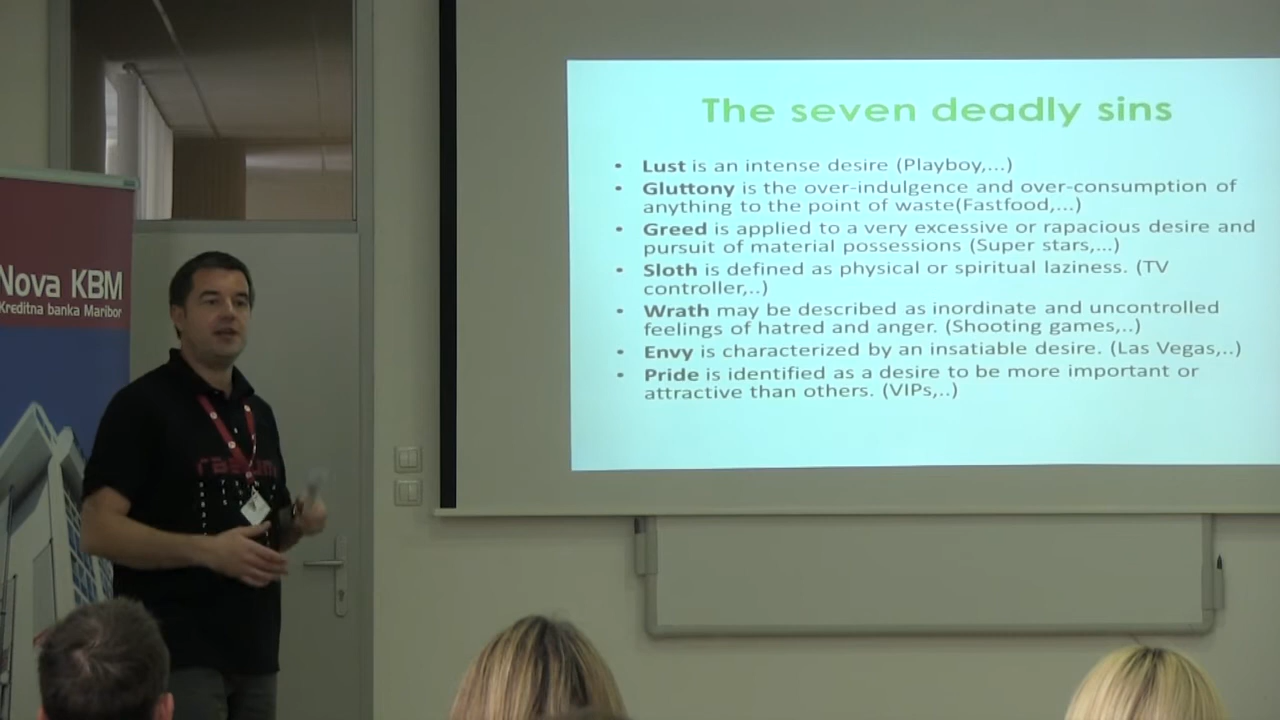 The seven deadly sins
• Lust is an intense desire (Playboy,...)
• Gluttony is the over-indulgence and over-consumption of
anything to the point of waste(Fastfood,...)
• Greed is applied to a very excessive or rapacious desire and
pursuit of material possessions (Super stars,...)
• Sloth is defined as physical or spiritual laziness. (TV
controller,..)
• Wrath may be described as inordinate and uncontrolled
feelings of hatred and anger. (Shooting games,..)
• Envy is characterized by an insatiable desire. (Las Vegas,..)
• Pride is identified as a desire to be more important or
attractive than others. (VIPs,..)
Nova KBM
Kreditna banka Maribor